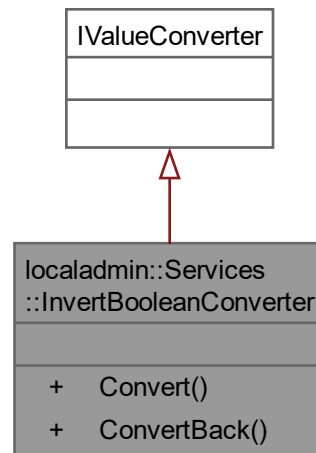 IValueConverter
localadmin::Services
::InvertBooleanConverter
+ Convert()
+ ConvertBack()